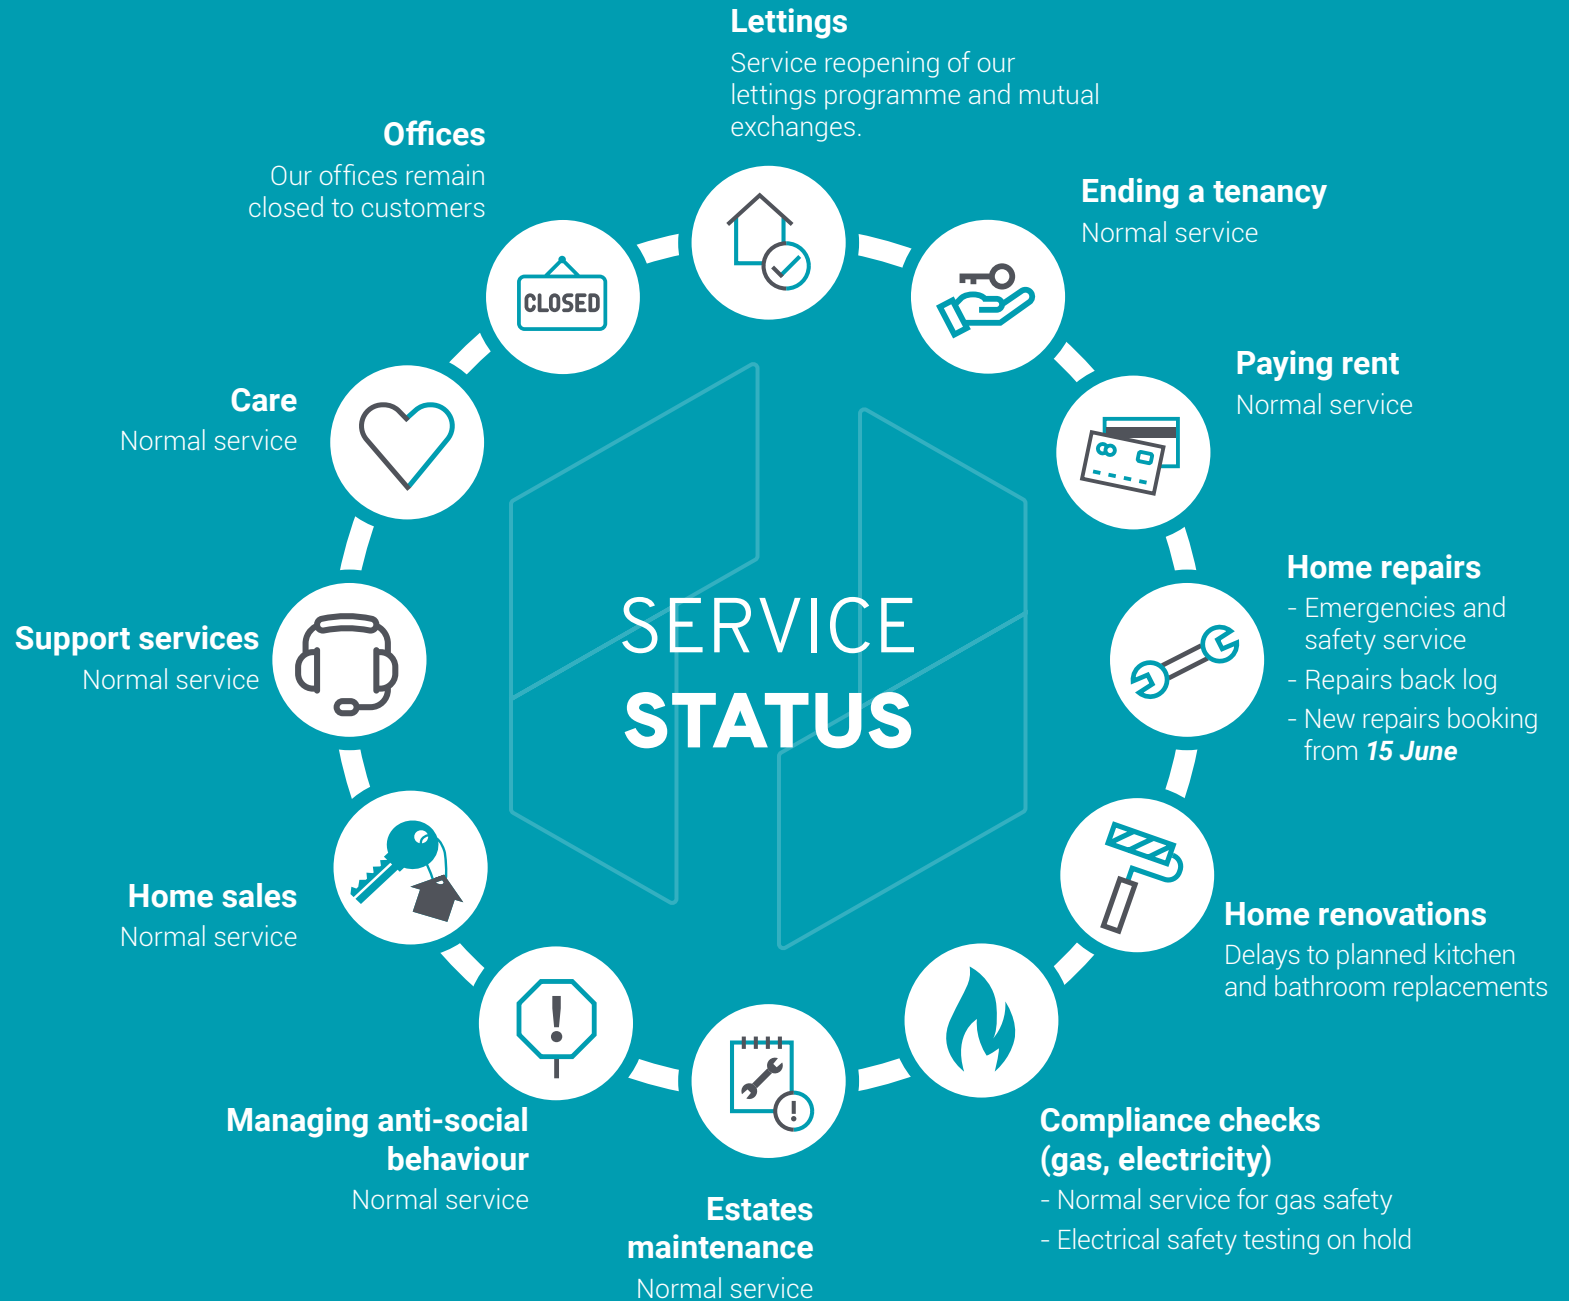 Lettings
Service reopening of our
lettings programme and mutual
exchanges.
Ending a tenancy
Normal service
Paying rent
Normal service
Home repairs
- Emergencies and
safety service
- Repairs back log
- New repairs booking
from 15 June
Home renovations
Delays to planned kitchen
and bathroom replacements
Compliance checks
(gas, electricity)
- Normal service for gas safety
- Electrical safety testing on hold
Estates
maintenance
Normal service
Managing anti-social
behaviour
Normal service
Home sales
Normal service
Support services
Normal service
Care
Normal service
Offices
Our offices remain
closed to customers
CLOSED
SERVICE
STATUS